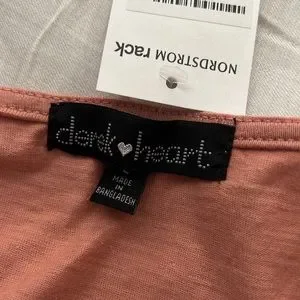 NORDSTROM rack
derek heart
MADE
IN
BANGLADESH